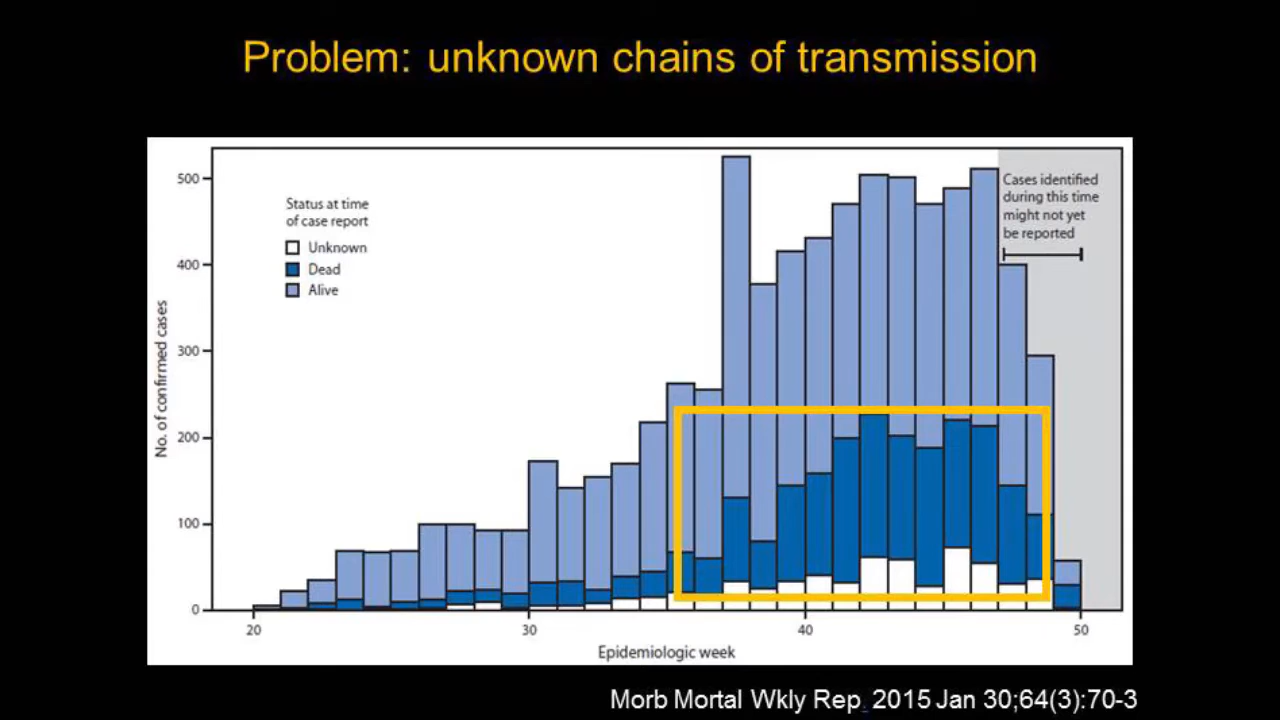 Problem: unknown chains of transmission
500
400
300
200
100
0
No. of confirmed cases
Status at time
of case report
Unknown
Dead
Alive
Cases identified
during this time
might not yet
be reported
20
30
40
50
Epidemiologic week
Morb Mortal Wkly Rep. 2015 Jan 30;64(3):70-3